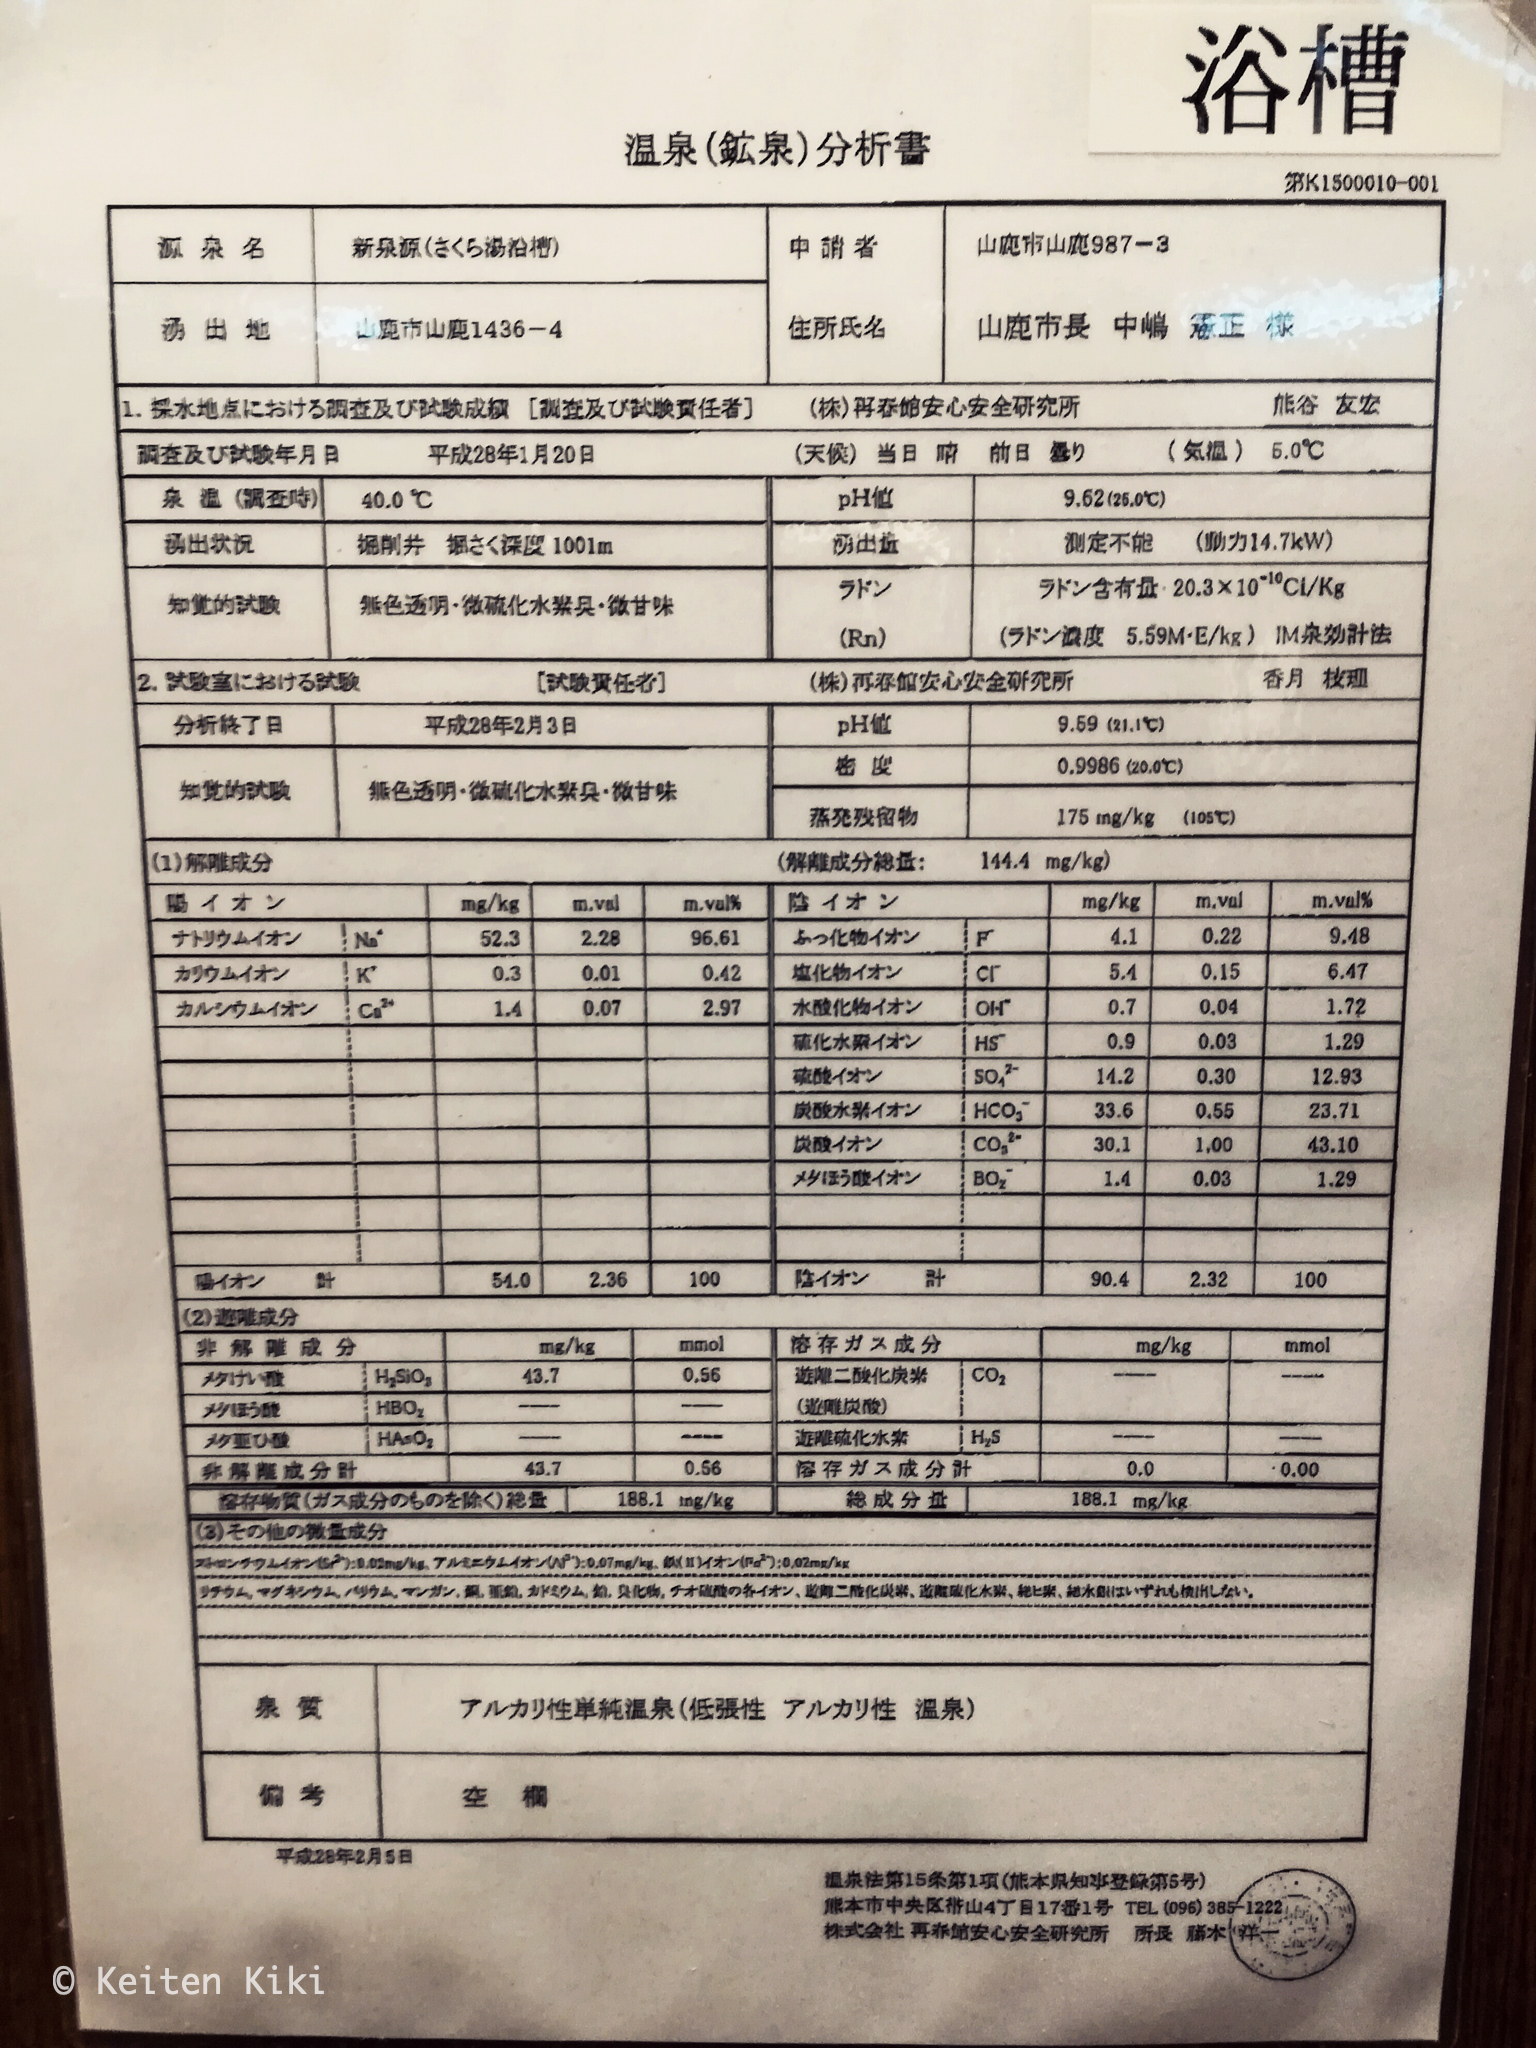 浴槽
温泉(鉱泉)分析書
第K1500010-001
源泉名 新泉源(さくら湯浴槽) 申請者 山鹿市山鹿987-3
湧出地 山鹿市山鹿1436-4 住所氏名 山鹿市長 中嶋 憲正 様
1. 採水地点における調査及び試験成績 [調査及び試験責任者] (株)再春館安心安全研究所 熊谷 友宏
調査及び試験年月日 平成28年1月20日 (天候) 当日 晴 前日 曇り (気温) 5.0℃
泉温(調査時) 40.0 ℃ pH値 9.62(25.0℃)
湧出状況 掘削井 掘さく深度 1001m 湧出量 測定不能 (動力14.7kW)
知覚的試験 無色透明・微硫化水素臭・微甘味 ラドン ラドン含有量 20.3×10⁻¹⁰Ci/Kg
(Rn) (ラドン濃度 5.59M・E/kg) IM泉効計法
2. 試験室における試験 [試験責任者] (株)再春館安心安全研究所 香月 枝理
分析終了日 平成28年2月3日 pH値 9.59 (21.1℃)
密度 0.9986 (20.0℃)
知覚的試験 無色透明・微硫化水素臭・微甘味
蒸発残留物 175 mg/kg (105℃)
(1)解離成分 (解離成分総量: 144.4 mg/kg)
陽イオン mg/kg m.val m.val% 陰イオン mg/kg m.val m.val%
ナトリウムイオン Na⁺ 52.3 2.28 96.61 ふっ化物イオン F⁻ 4.1 0.22 9.48
カリウムイオン K⁺ 0.3 0.01 0.42 塩化物イオン Cl⁻ 5.4 0.15 6.47
カルシウムイオン Ca²⁺ 1.4 0.07 2.97 水酸化物イオン OH⁻ 0.7 0.04 1.72
硫化水素イオン HS⁻ 0.9 0.03 1.29
硫酸イオン SO₄²⁻ 14.2 0.30 12.93
炭酸水素イオン HCO₃⁻ 33.6 0.55 23.71
炭酸イオン CO₃²⁻ 30.1 1.00 43.10
メタほう酸イオン BO₂⁻ 1.4 0.03 1.29
陽イオン 計 54.0 2.36 100 陰イオン 計 90.4 2.32 100
(2)遊離成分
非解離成分 mg/kg mmol 溶存ガス成分 mg/kg mmol
メタけい酸 H₂SiO₃ 43.7 0.56 遊離二酸化炭素 CO₂ ―― ――
メタほう酸 HBO₂ ―― ―― (遊離炭酸)
メタ亜ひ酸 HAsO₂ ―― ―― 遊離硫化水素 H₂S ―― ――
非解離成分計 43.7 0.56 溶存ガス成分計 0.0 0.00
溶存物質(ガス成分のものを除く)総量 188.1 mg/kg 総成分量 188.1 mg/kg
(3)その他の微量成分
ストロンチウムイオン(Sr²⁺):0.02mg/kg、アルミニウムイオン(Al³⁺):0.07mg/kg、鉄(II)イオン(Fe²⁺):0.02mg/kg
リチウム、マグネシウム、バリウム、マンガン、銅、亜鉛、カドミウム、鉛、臭化物、チオ硫酸の各イオン、遊離二酸化炭素、遊離硫化水素、総ヒ素、総水銀はいずれも検出しない。
泉質 アルカリ性単純温泉(低張性 アルカリ性 温泉)
備考 空欄
平成28年2月5日
温泉法第15条第1項(熊本県知事登録第5号)
熊本市中央区帯山4丁目17番1号 TEL (096) 385-1222
株式会社 再春館安心安全研究所 所長 藤本 洋一
© Keiten Kiki